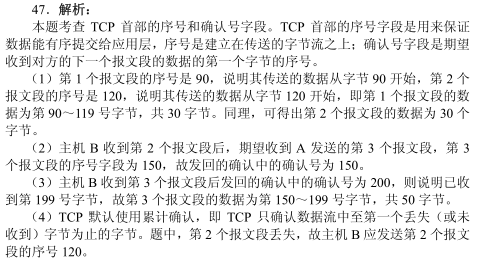 47．解析：
本题考查 TCP 首部的序号和确认号字段。TCP 首部的序号字段是用来保证
数据能有序提交给应用层，序号是建立在传送的字节流之上；确认号字段是期望
收到对方的下一个报文段的数据的第一个字节的序号。
（1）第 1 个报文段的序号是 90，说明其传送的数据从字节 90 开始，第 2 个
报文段的序号是 120，说明其传送的数据从字节 120 开始，即第 1 个报文段的数
据为第 90～119 号字节，共 30 字节。同理，可得出第 2 个报文段的数据为 30 个
字节。
（2）主机 B 收到第 2 个报文段后，期望收到 A 发送的第 3 个报文段，第 3
个报文段的序号字段为 150，故发回的确认中的确认号为 150。
（3）主机 B 收到第 3 个报文段后发回的确认中的确认号为 200，则说明已收
到第 199 号字节，故第 3 个报文段的数据为第 150～199 号字节，共 50 字节。
（4）TCP 默认使用累计确认，即 TCP 只确认数据流中至第一个丢失（或未
收到）字节为止的字节。题中，第 2 个报文段丢失，故主机 B 应发送第 2 个报文
段的序号 120。